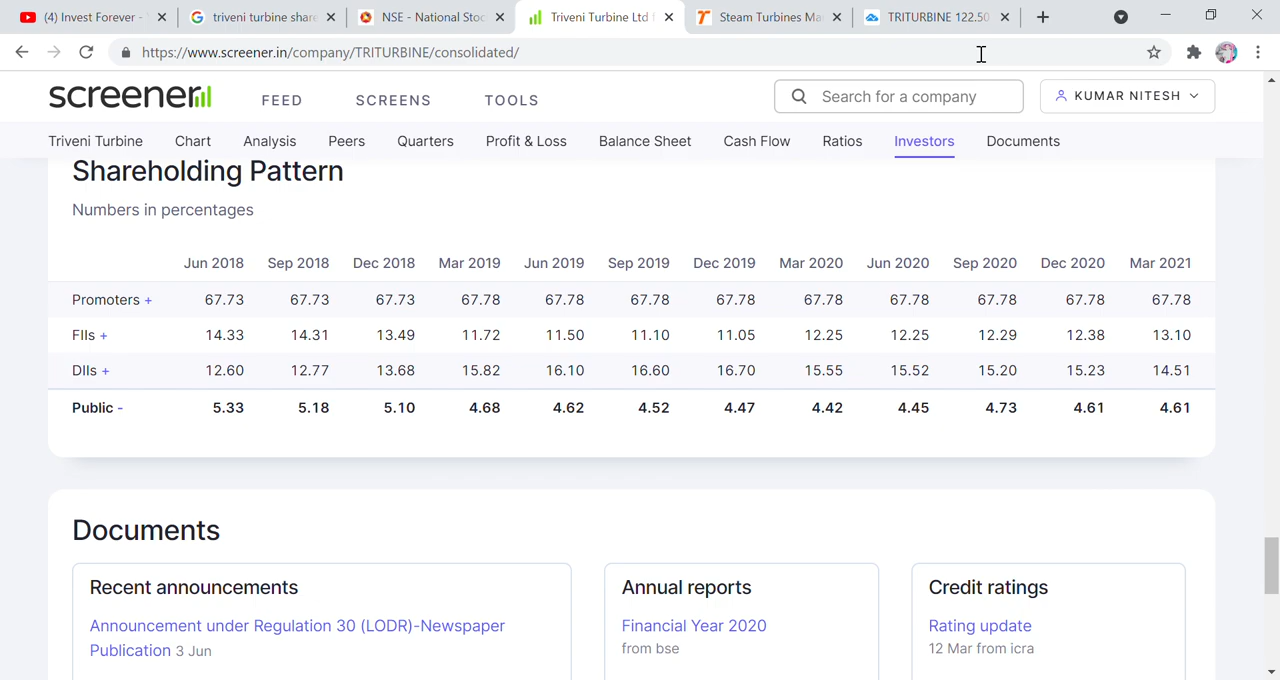 (4) Invest Forever -
triveni turbine share
NSE - National Stoc
Triveni Turbine Ltd f
Steam Turbines Ma
TRITURBINE 122.50
https://www.screener.in/company/TRITURBINE/consolidated/
screener
FEED SCREENS TOOLS
Search for a company
KUMAR NITESH
Triveni Turbine Chart Analysis Peers Quarters Profit & Loss Balance Sheet Cash Flow Ratios Investors Documents
Shareholding Pattern
Numbers in percentages
Jun 2018 Sep 2018 Dec 2018 Mar 2019 Jun 2019 Sep 2019 Dec 2019 Mar 2020 Jun 2020 Sep 2020 Dec 2020 Mar 2021
Promoters + 67.73 67.73 67.73 67.78 67.78 67.78 67.78 67.78 67.78 67.78 67.78 67.78
FIIs + 14.33 14.31 13.49 11.72 11.50 11.10 11.05 12.25 12.25 12.29 12.38 13.10
DIIs + 12.60 12.77 13.68 15.82 16.10 16.60 16.70 15.55 15.52 15.20 15.23 14.51
Public - 5.33 5.18 5.10 4.68 4.62 4.52 4.47 4.42 4.45 4.73 4.61 4.61
Documents
Recent announcements
Announcement under Regulation 30 (LODR)-Newspaper
Publication 3 Jun
Annual reports
Financial Year 2020
from bse
Credit ratings
Rating update
12 Mar from icra